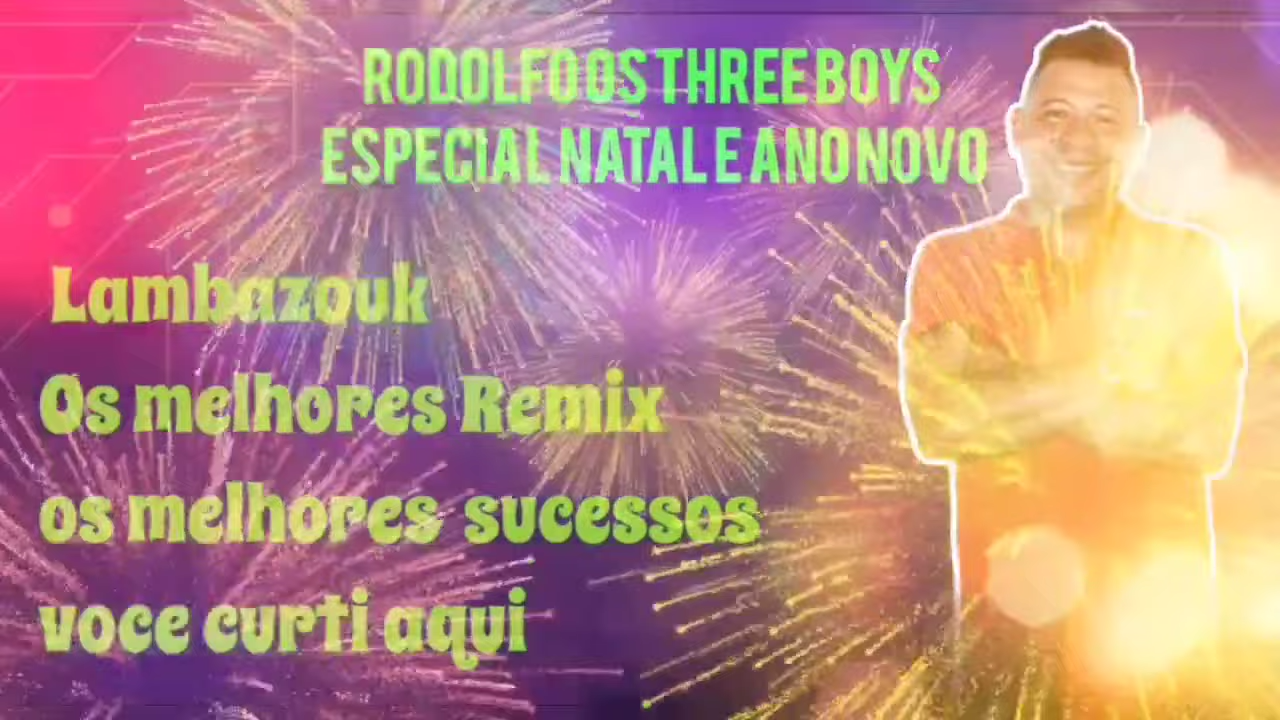 RODOLFO OS THREE BOYS
ESPECIAL NATAL E ANO NOVO
Lambazouk
Os melhores Remix
os melhores sucessos
voce curti aqui